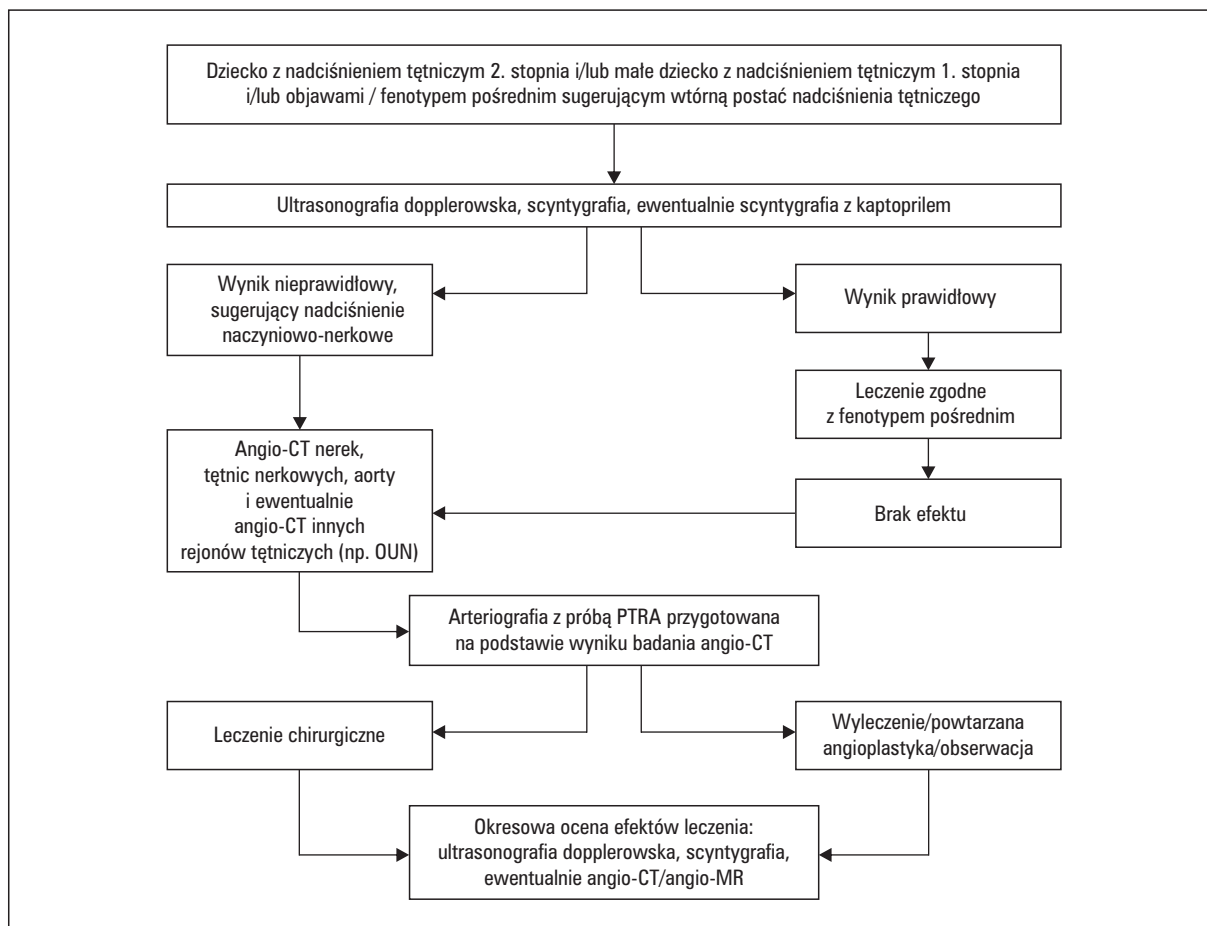 Dziecko z nadciśnieniem tętniczym 2. stopnia i/lub małe dziecko z nadciśnieniem tętniczym 1. stopnia
i/lub objawami / fenotypem pośrednim sugerującym wtórną postać nadciśnienia tętniczego
Ultrasonografia dopplerowska, scyntygrafia, ewentualnie scyntygrafia z kaptoprilem
Wynik nieprawidłowy,
sugerujący nadciśnienie
naczyniowo-nerkowe
Wynik prawidłowy
Leczenie zgodne
z fenotypem pośrednim
Angio-CT nerek,
tętnic nerkowych, aorty
i ewentualnie
angio-CT innych
rejonów tętniczych (np. OUN)
Brak efektu
Arteriografia z próbą PTRA przygotowana
na podstawie wyniku badania angio-CT
Leczenie chirurgiczne
Wyleczenie/powtarzana
angioplastyka/obserwacja
Okresowa ocena efektów leczenia:
ultrasonografia dopplerowska, scyntygrafia,
ewentualnie angio-CT/angio-MR